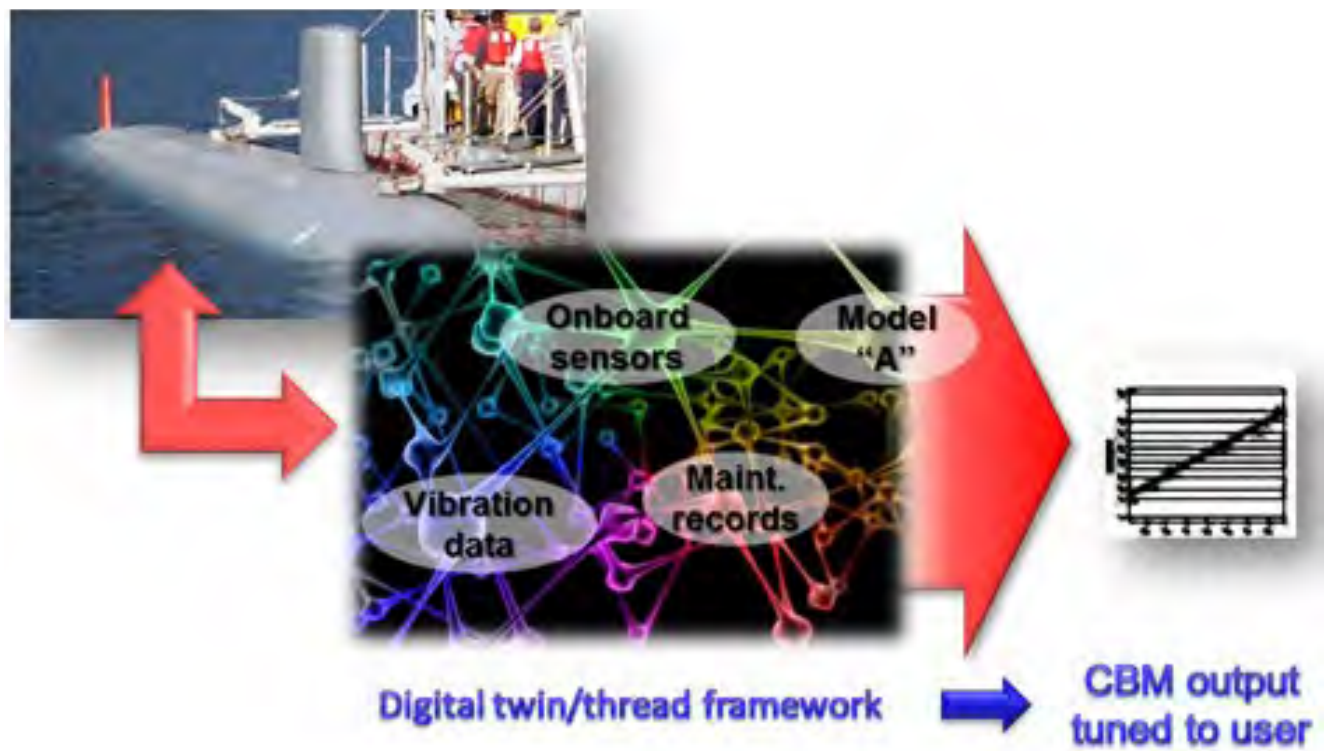 Onboard
sensors
Model
“A”
Vibration
data
Maint.
records
Digital twin/thread framework
CBM output
tuned to user